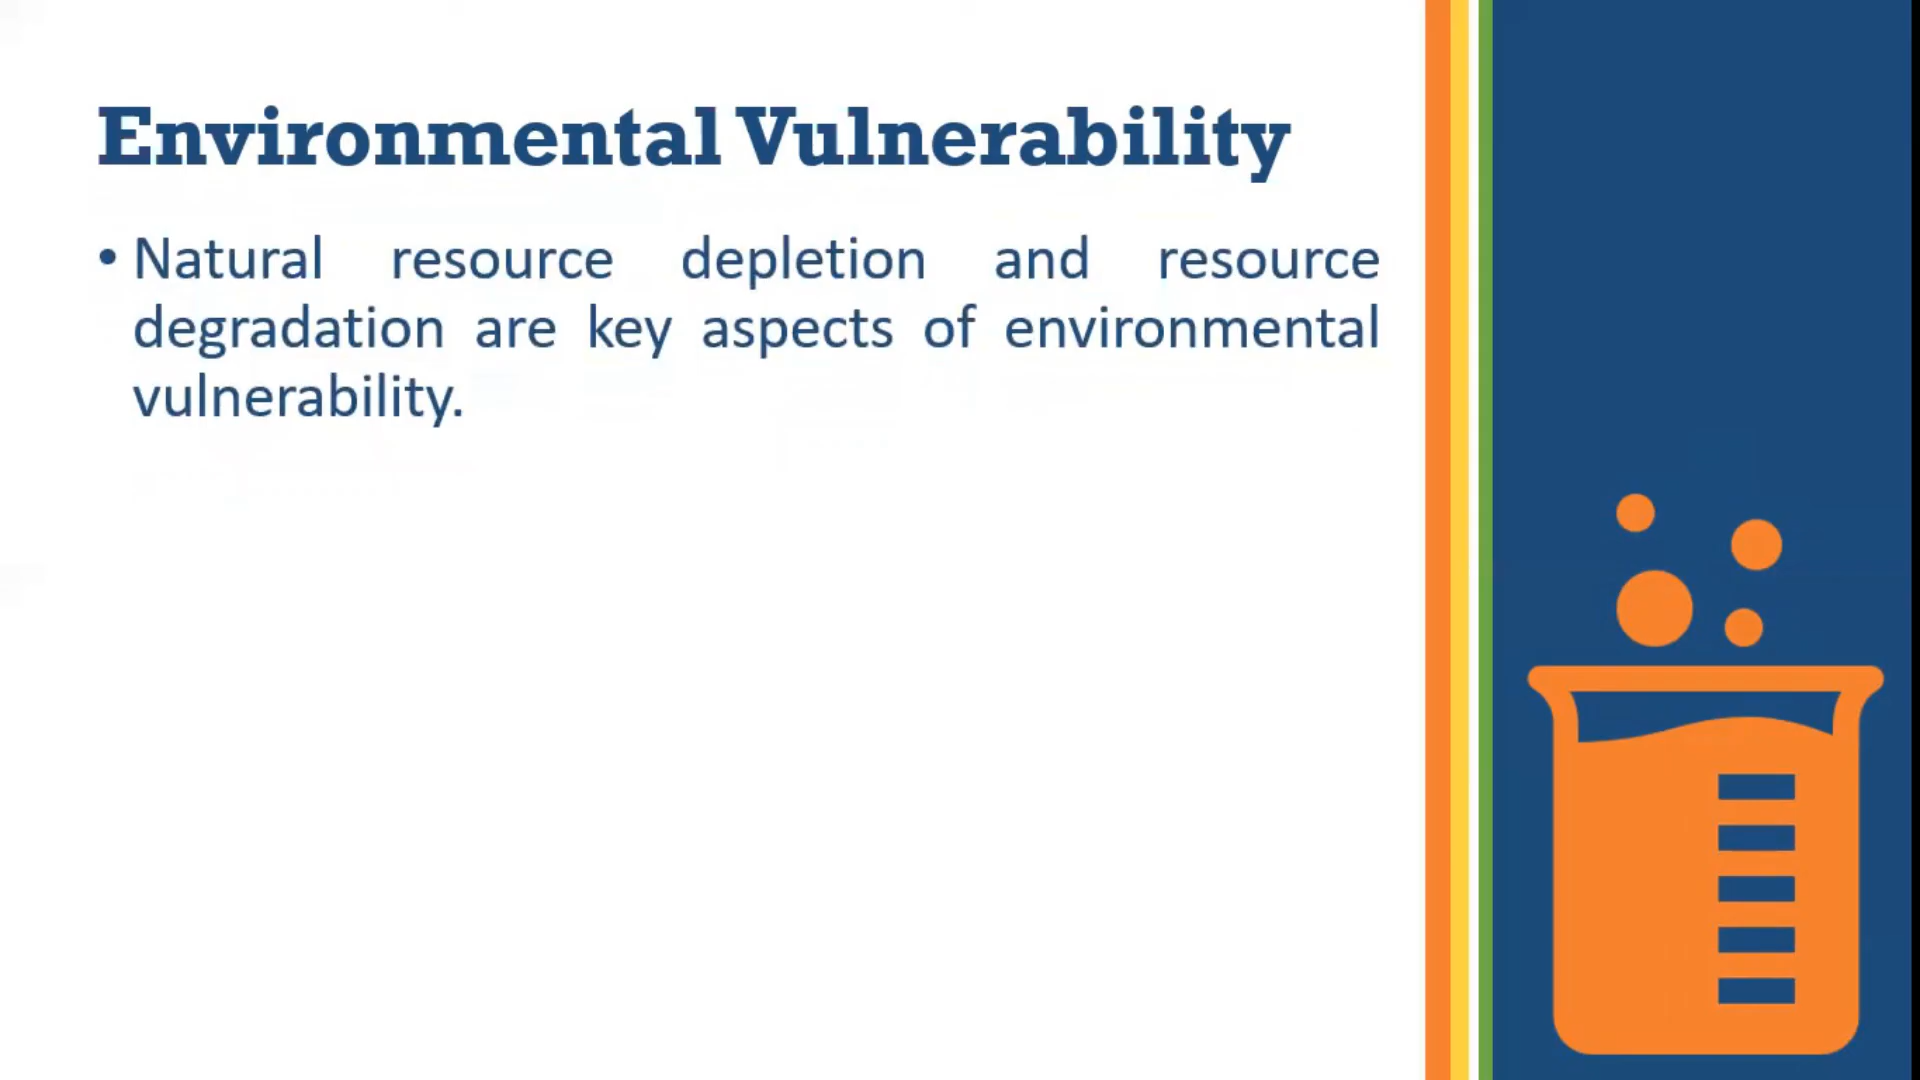 Environmental Vulnerability
• Natural resource depletion and resource
degradation are key aspects of environmental
vulnerability.